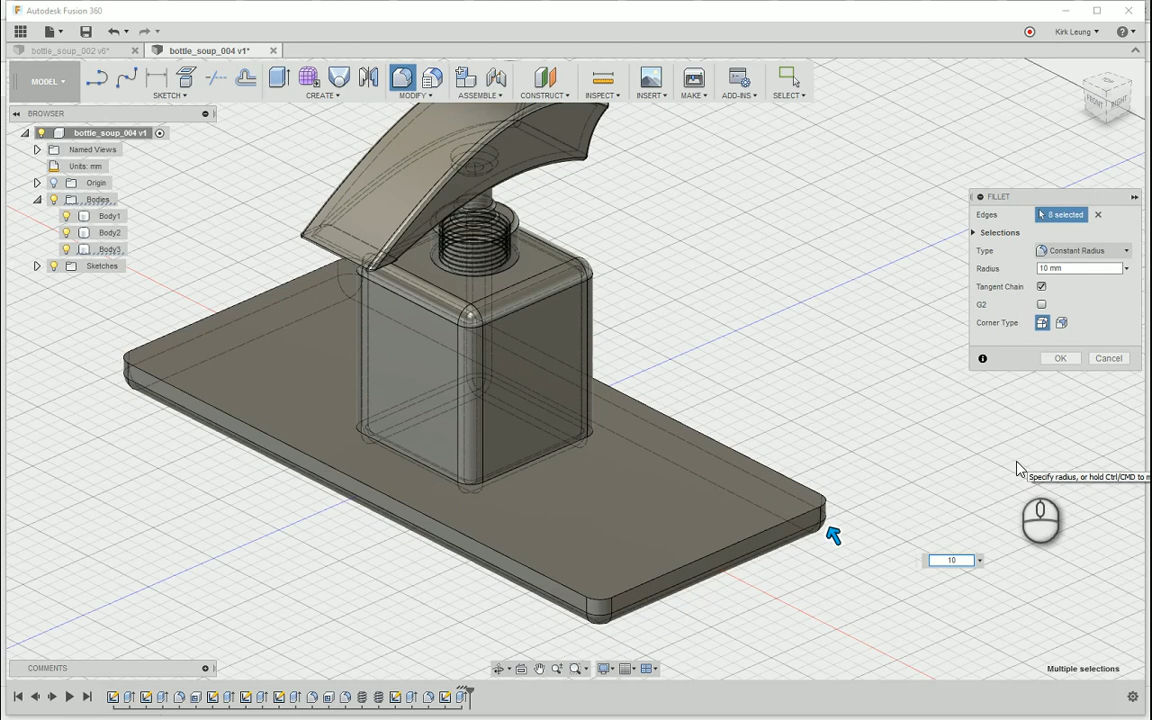 Autodesk Fusion 360
Kirk Leung
bottle_soup_002 v6*
bottle_soup_004 v1*
MODEL
SKETCH
CREATE
MODIFY
ASSEMBLE
CONSTRUCT
INSPECT
INSERT
MAKE
ADD-INS
SELECT
TOP
FRONT
RIGHT
BROWSER
bottle_soup_004 v1
Named Views
Units: mm
Origin
Bodies
Body1
Body2
Body3
Sketches
FILLET
Edges 8 selected
Selections
Type Constant Radius
Radius 10 mm
Tangent Chain
G2
Corner Type
OK Cancel
Specify radius, or hold Ctrl/CMD to m
10
COMMENTS
Multiple selections